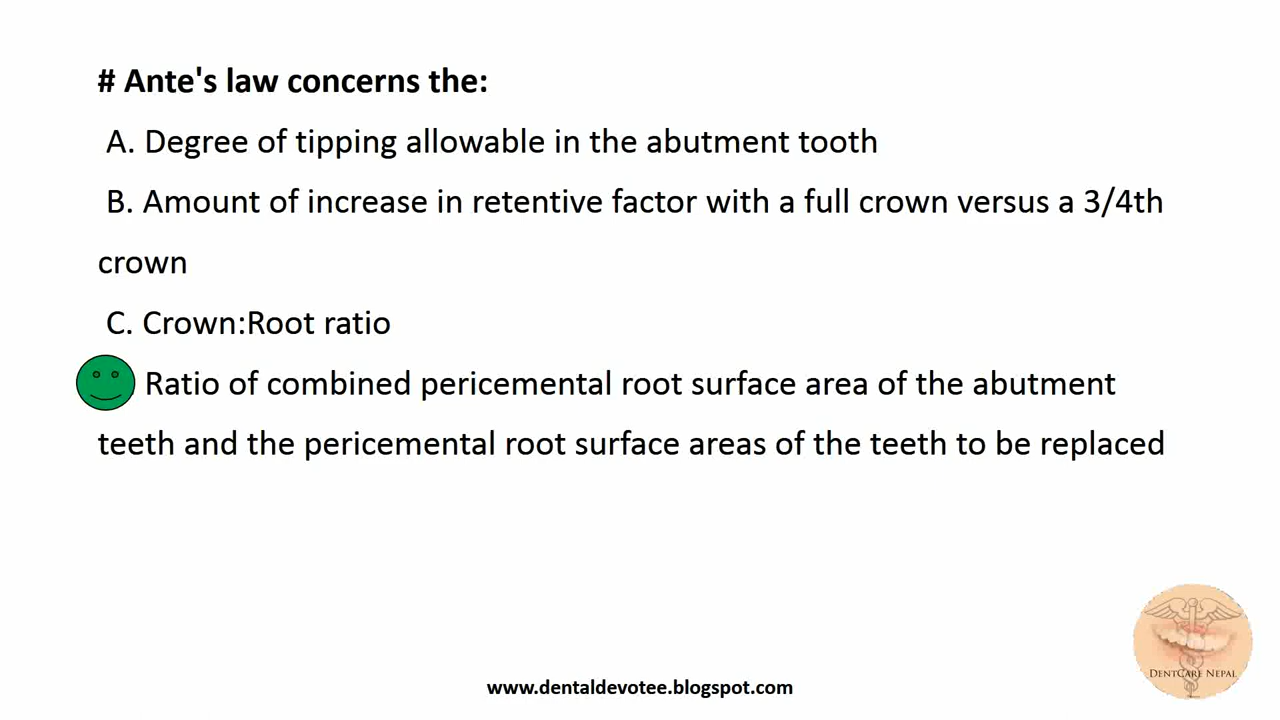 # Ante's law concerns the:
A. Degree of tipping allowable in the abutment tooth
B. Amount of increase in retentive factor with a full crown versus a 3/4th
crown
C. Crown:Root ratio
Ratio of combined pericemental root surface area of the abutment
teeth and the pericemental root surface areas of the teeth to be replaced
DENTCARE NEPAL
www.dentaldevotee.blogspot.com